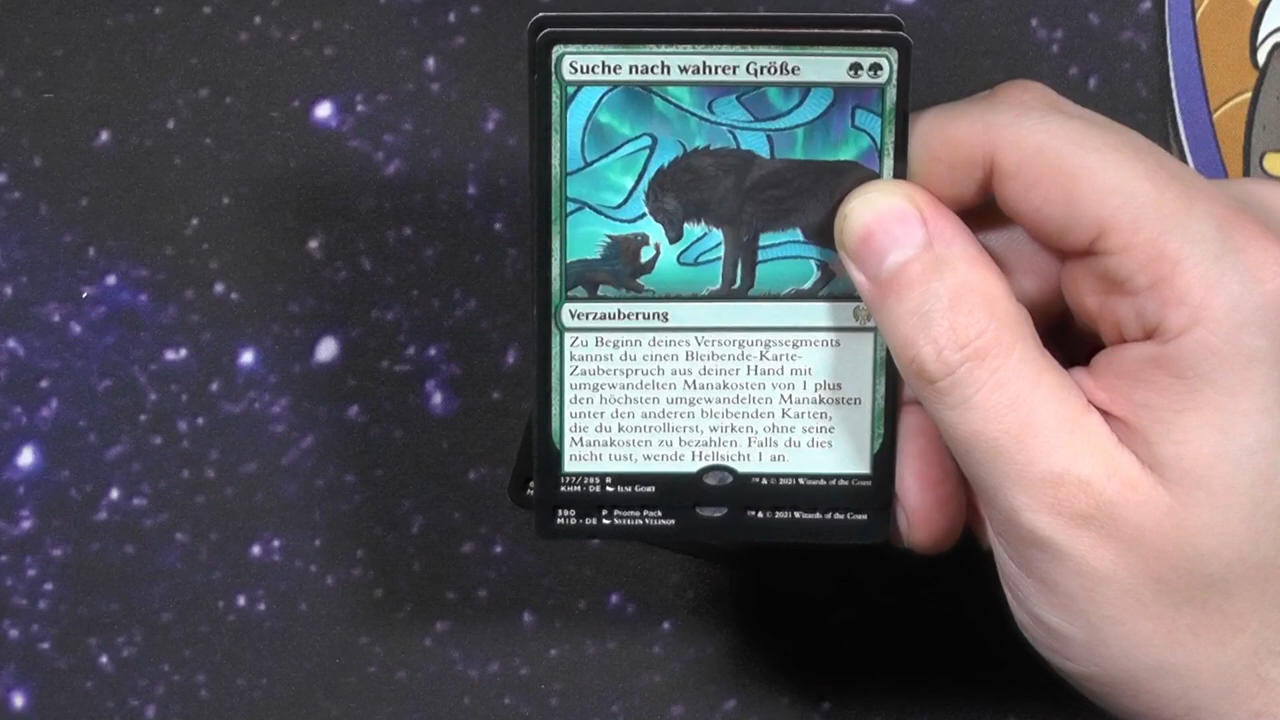 Suche nach wahrer Größe
Verzauberung
Zu Beginn deines Versorgungssegments
kannst du einen Bleibende-Karte-
Zauberspruch aus deiner Hand mit
umgewandelten Manakosten von 1 plus
den höchsten umgewandelten Manakosten
unter den anderen bleibenden Karten,
die du kontrollierst, wirken, ohne seine
Manakosten zu bezahlen. Falls du dies
nicht tust, wende Hellsicht 1 an.
177/285 R
KHM • DE Ilse Gort
™ & © 2021 Wizards of the Coast
390 P Promo Pack
MID • DE Svetlin Velinov
™ & © 2021 Wizards of the Coast